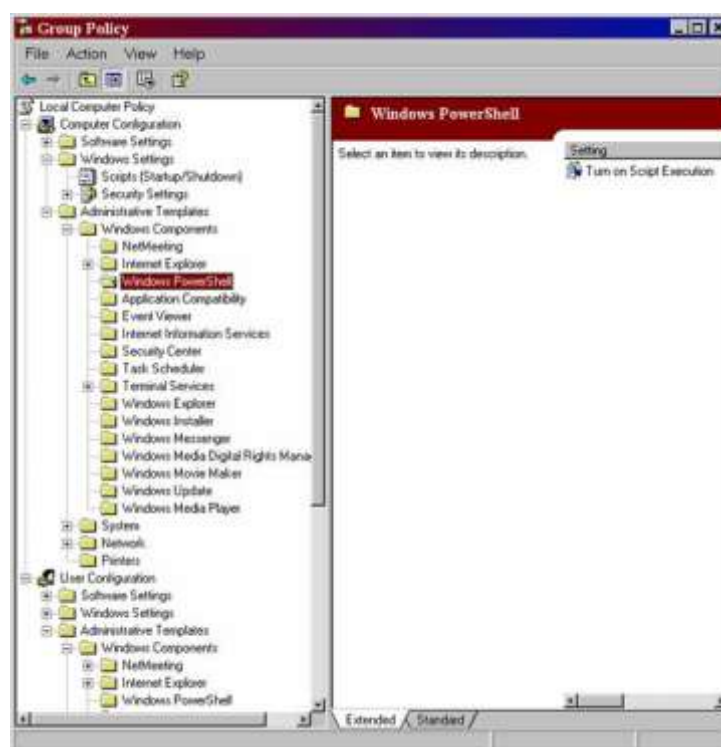 Group Policy
File Action View Help
Local Computer Policy
Computer Configuration
Software Settings
Windows Settings
Scripts (Startup/Shutdown)
Security Settings
Administrative Templates
Windows Components
NetMeeting
Internet Explorer
Windows PowerShell
Application Compatibility
Event Viewer
Internet Information Services
Security Center
Task Scheduler
Terminal Services
Windows Explorer
Windows Installer
Windows Messenger
Windows Media Digital Rights Mana
Windows Movie Maker
Windows Update
Windows Media Player
System
Network
Printers
User Configuration
Software Settings
Windows Settings
Administrative Templates
Windows Components
NetMeeting
Internet Explorer
Windows PowerShell
Windows PowerShell
Select an item to view its description.
Setting
Turn on Script Execution
Extended Standard